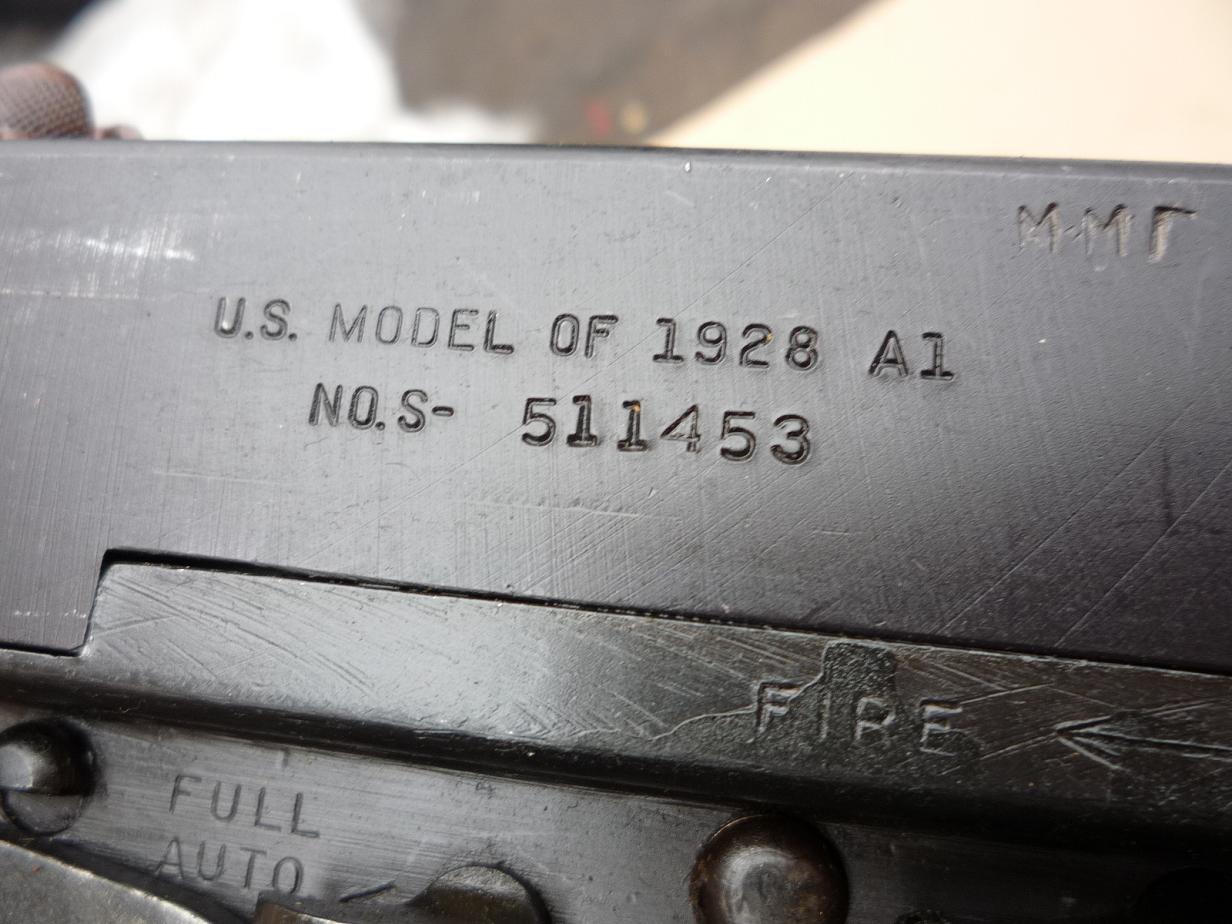 ММГ
U.S. MODEL OF 1928 A1
NO. S- 511453
FIRE
FULL
AUTO